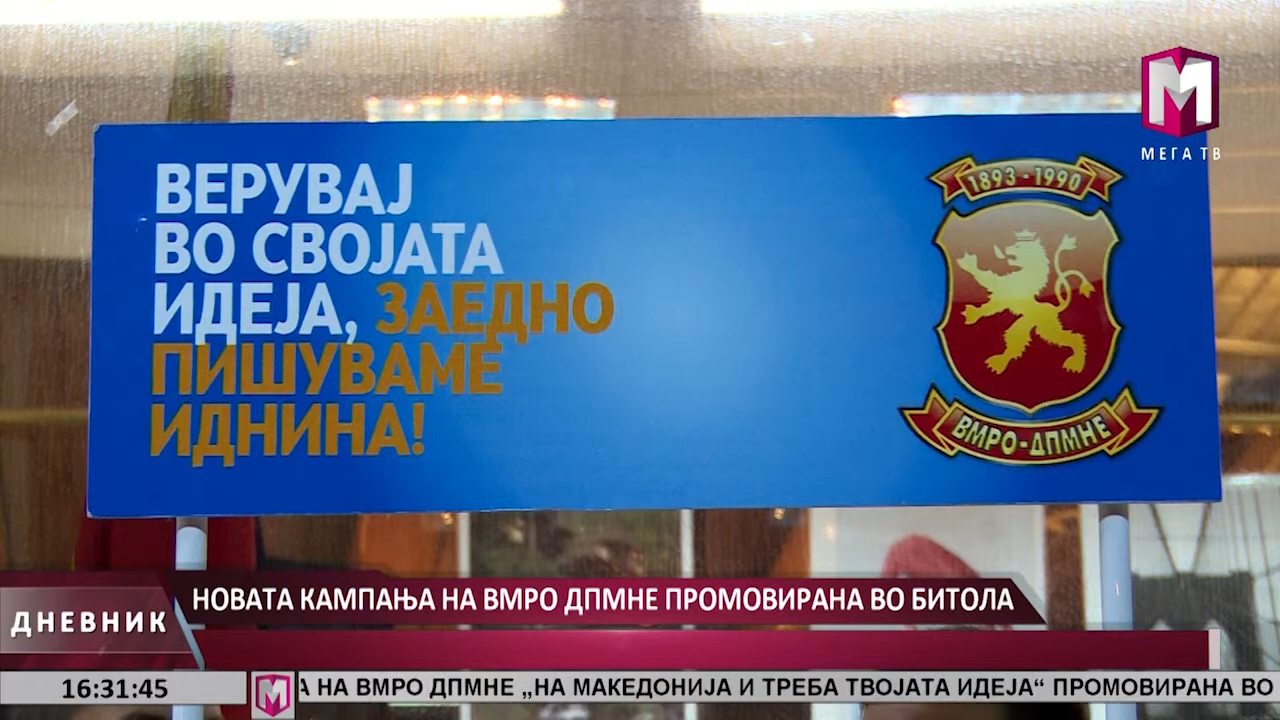 МЕГА ТВ
ВЕРУВАЈ
ВО СВОЈАТА
ИДЕЈА, ЗАЕДНО
ПИШУВАМЕ
ИДНИНА!
1893 - 1990
ВМРО-ДПМНЕ
НОВАТА КАМПАЊА НА ВМРО ДПМНЕ ПРОМОВИРАНА ВО БИТОЛА
ДНЕВНИК
16:31:45
А НА ВМРО ДПМНЕ „НА МАКЕДОНИЈА И ТРЕБА ТВОЈАТА ИДЕЈА“ ПРОМОВИРАНА ВО